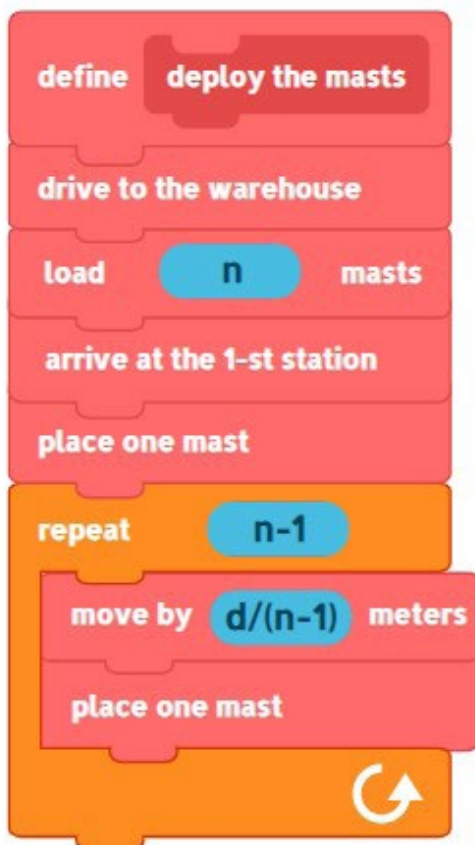 define deploy the masts
drive to the warehouse
load n masts
arrive at the 1-st station
place one mast
repeat n-1
move by d/(n-1) meters
place one mast